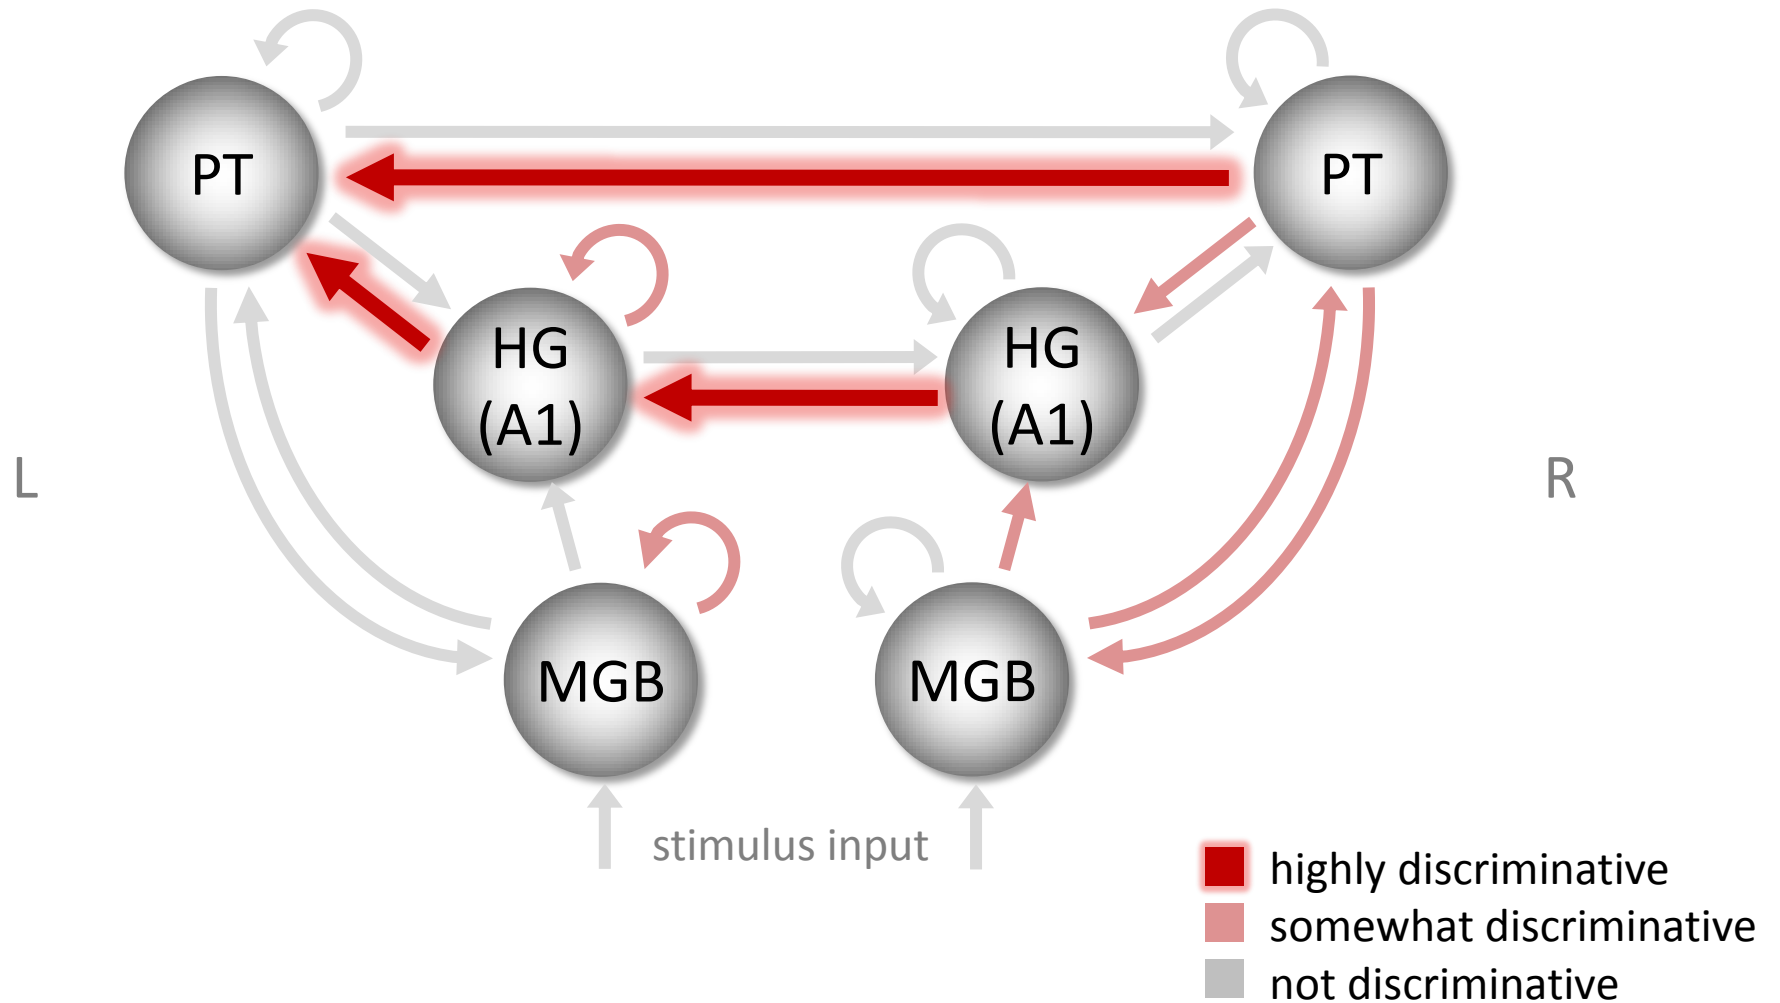 PT
PT
HG
(A1)
HG
(A1)
L
R
MGB
MGB
stimulus input
highly discriminative
somewhat discriminative
not discriminative